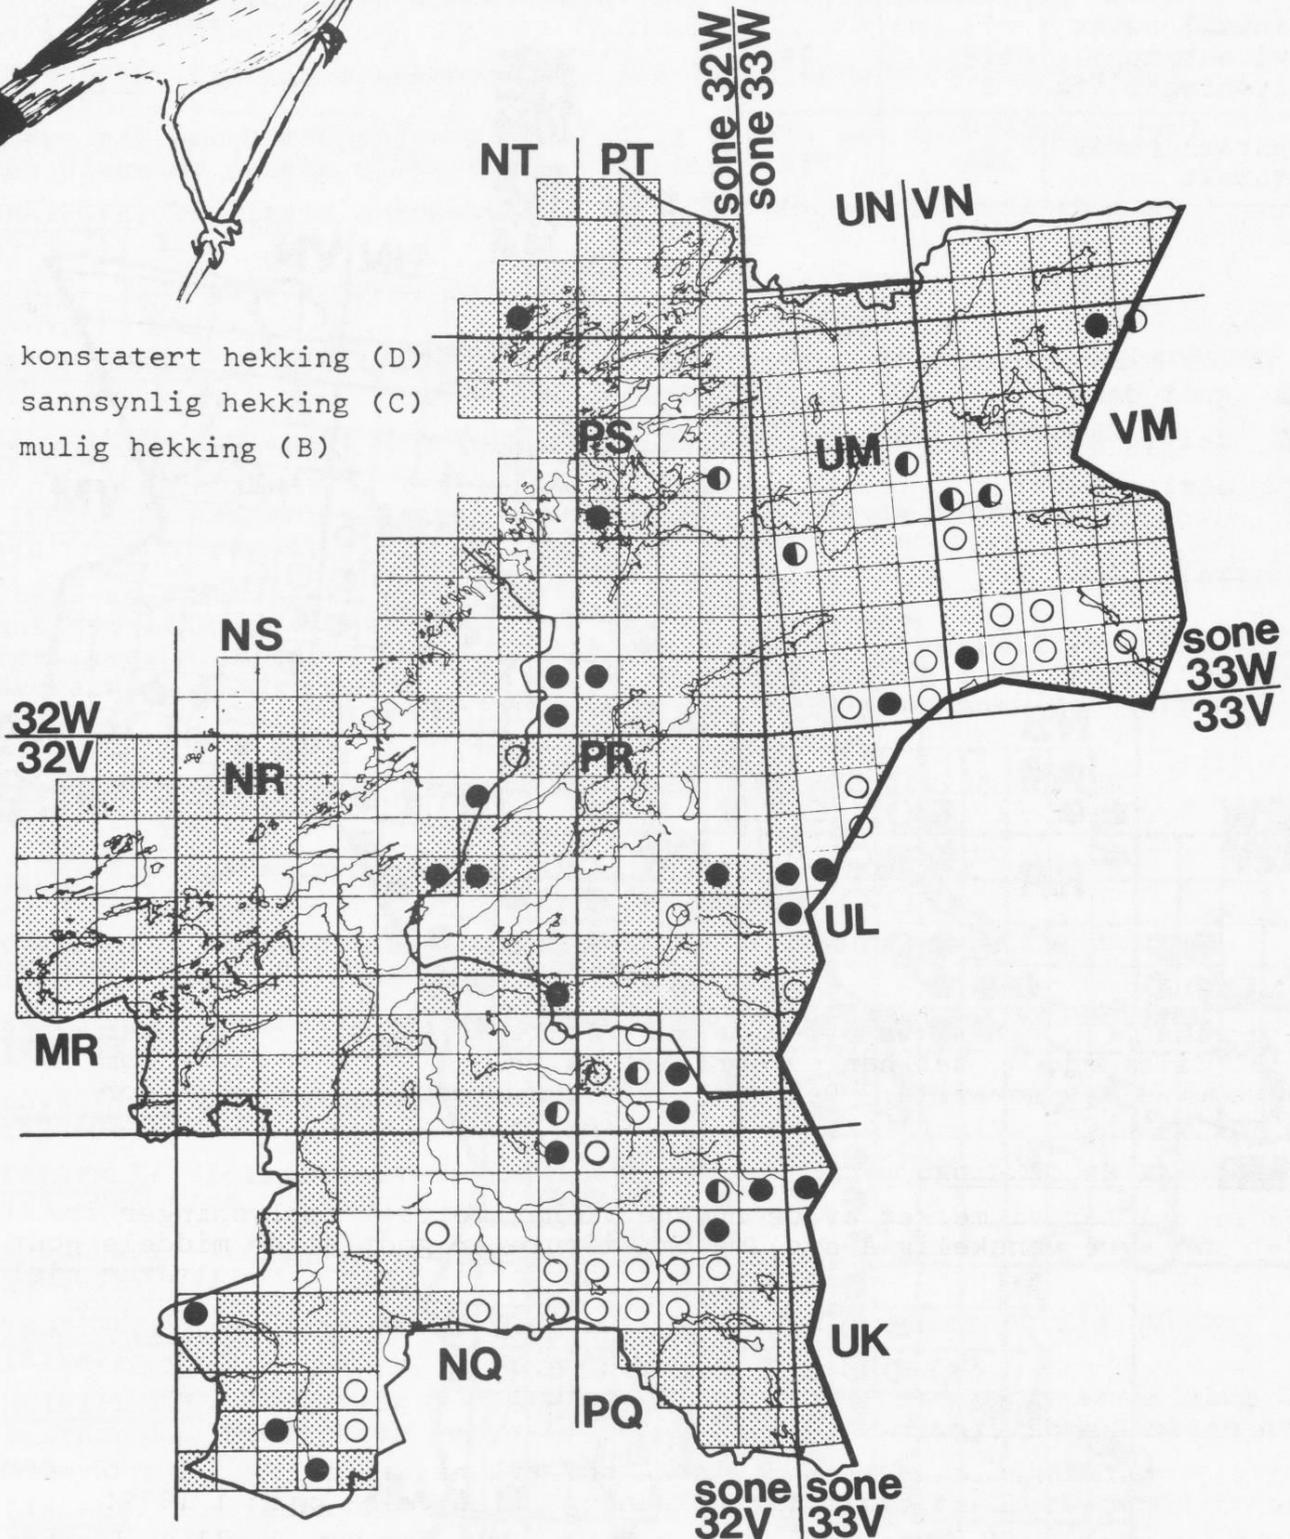 sone 32W
sone 33W
NT
PT
UN
VN
konstatert hekking (D)
sannsynlig hekking (C)
mulig hekking (B)
PS
UM
VM
NS
sone
33W
33V
32W
32V
NR
PR
UL
MR
UK
NQ
PQ
sone
32V
sone
33V